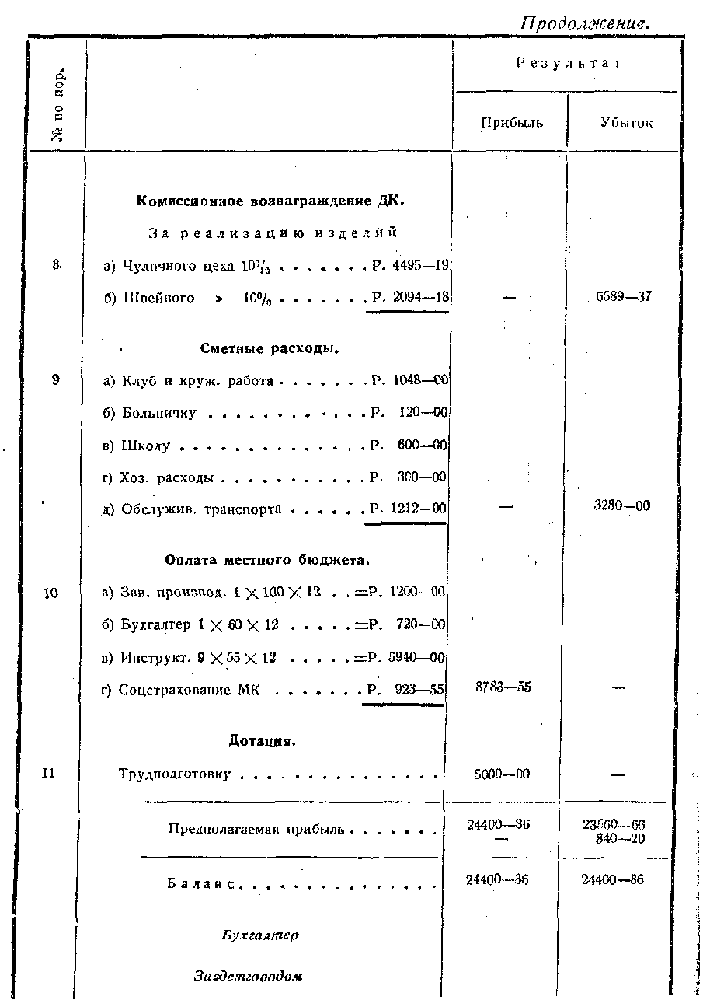 Продолжение.
№ по пор.
Результат
Прибыль Убыток
Комиссионное вознаграждение ДК.
За реализацию изделий
8 а) Чулочного цеха 10% . . . . . . . Р. 4495—19
б) Швейного » 10% . . . . . . . Р. 2094—18 — 6589—37
Сметные расходы.
9 а) Клуб и круж. работа . . . . . . . Р. 1048—00
б) Больничку . . . . . . . . . . . . Р. 120—00
в) Школу . . . . . . . . . . . . . . Р. 600—00
г) Хоз. расходы . . . . . . . . . . . Р. 300—00
д) Обслужив. транспорта . . . . . . Р. 1212—00 — 3280—00
Оплата местного бюджета.
10 а) Зав. производ. 1 × 100 × 12 . . =Р. 1200—00
б) Бухгалтер 1 × 60 × 12 . . . . . =Р. 720—00
в) Инструкт. 9 × 55 × 12 . . . . . =Р. 5940—00
г) Соцстрахование МК . . . . . . . Р. 923—55 8783—55 —
Дотация.
11 Трудподготовку . . . . . . . . . . . . . . . . 5000—00 —
Предполагаемая прибыль . . . . . . . 24400—86 23560—66
— 840—20
Баланс . . . . . . . . . . . . . . . . 24400—86 24400—86
Бухгалтер
Завдетгородом